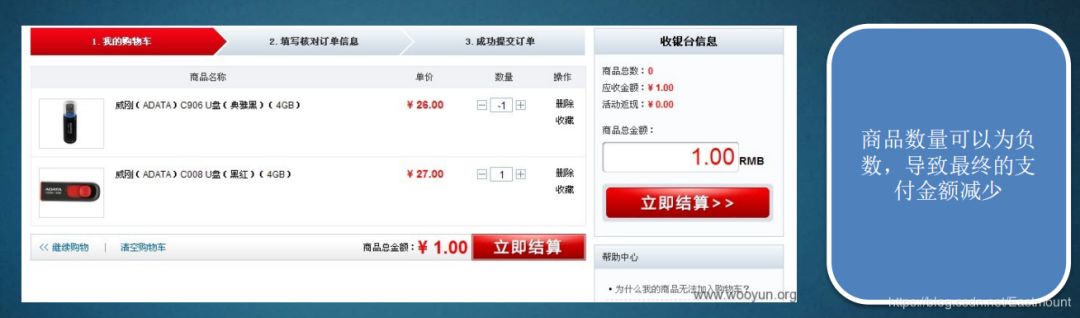 1. 我的购物车
2. 填写核对订单信息
3. 成功提交订单
商品名称 单价 数量 操作
威刚（ADATA）C906 U盘（典雅黑）（4GB） ¥ 26.00 -1 删除
收藏
威刚（ADATA）C008 U盘（黑红）（4GB） ¥ 27.00 1 删除
收藏
<< 继续购物 | 清空购物车 商品总金额：¥ 1.00 立即结算
收银台信息
商品总数：0
应收金额：¥ 1.00
活动返现：¥ 0.00
商品总金额：
1.00 RMB
立即结算>>
帮助中心
• 为什么我的商品无法加入购物车？
www.wooyun.org
商品数量可以为负
数，导致最终的支
付金额减少
https://blog.csdn.net/Eastmount